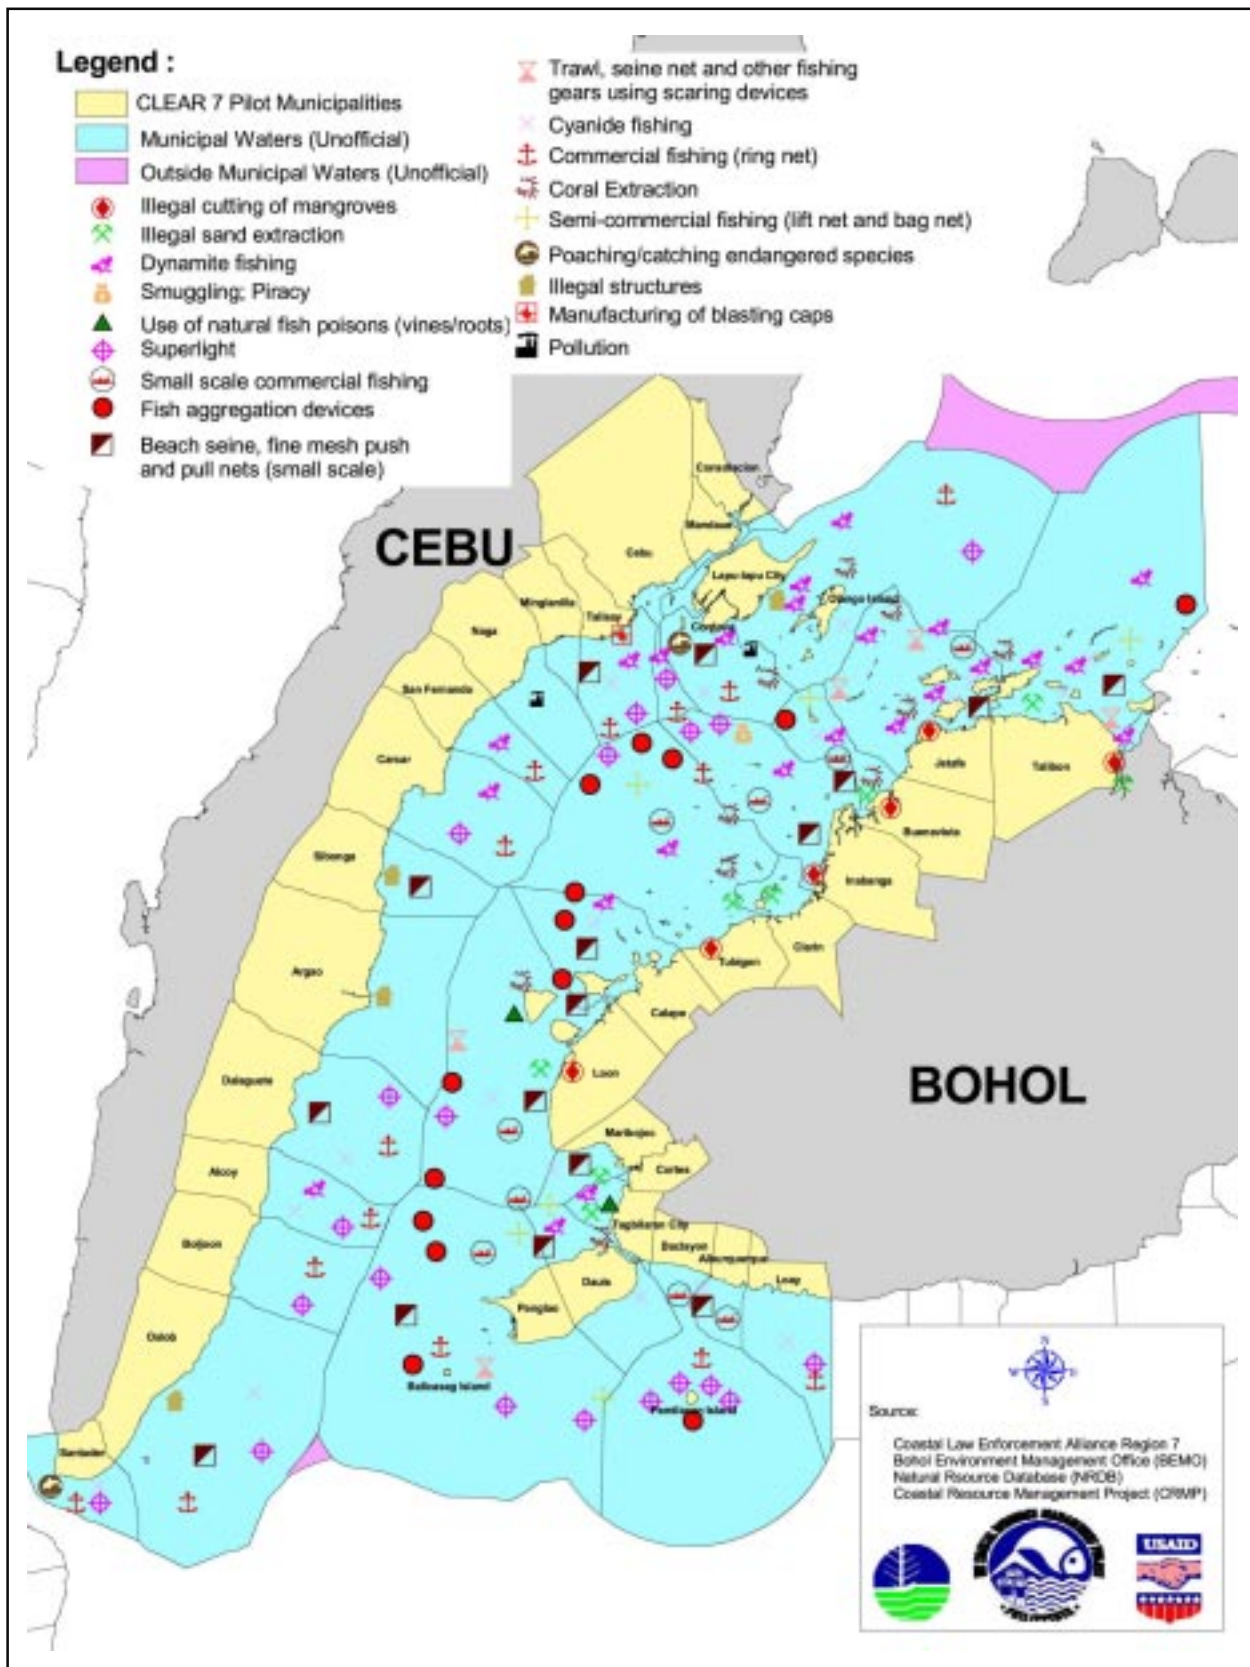 Legend :
CLEAR 7 Pilot Municipalities
Municipal Waters (Unofficial)
Outside Municipal Waters (Unofficial)
Illegal cutting of mangroves
Illegal sand extraction
Dynamite fishing
Smuggling; Piracy
Use of natural fish poisons (vines/roots)
Superlight
Small scale commercial fishing
Fish aggregation devices
Beach seine, fine mesh push
and pull nets (small scale)
Trawl, seine net and other fishing
gears using scaring devices
Cyanide fishing
Commercial fishing (ring net)
Coral Extraction
Semi-commercial fishing (lift net and bag net)
Poaching/catching endangered species
Illegal structures
Manufacturing of blasting caps
Pollution
CEBU
BOHOL
Consolacion
Mandaue
Cebu
Lapu-lapu City
Olango Island
Cordova
Minglanilla
Talisay
Naga
San Fernando
Carcar
Sibonga
Argao
Dalaguete
Alcoy
Boljoon
Oslob
Santander
Jetafe
Talibon
Buenavista
Inabanga
Clarin
Tubigon
Calape
Loon
Maribojoc
Cortes
Tagbilaran City
Baclayon
Alburquerque
Loay
Dauis
Panglao
Balicasag Island
Pamilacan Island
N
W
E
S
Source:
Coastal Law Enforcement Alliance Region 7
Bohol Environment Management Office (BEMO)
Natural Rsource Database (NRDB)
Coastal Resource Management Project (CRMP)
USAID